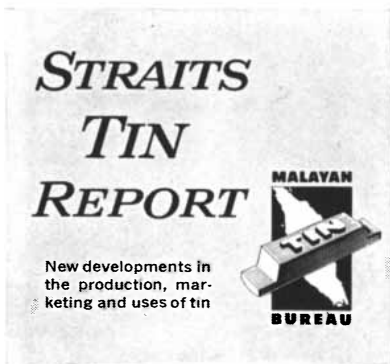 STRAITS
TIN
REPORT
MALAYAN
TIN
BUREAU
New developments in
the production, mar-
keting and uses of tin